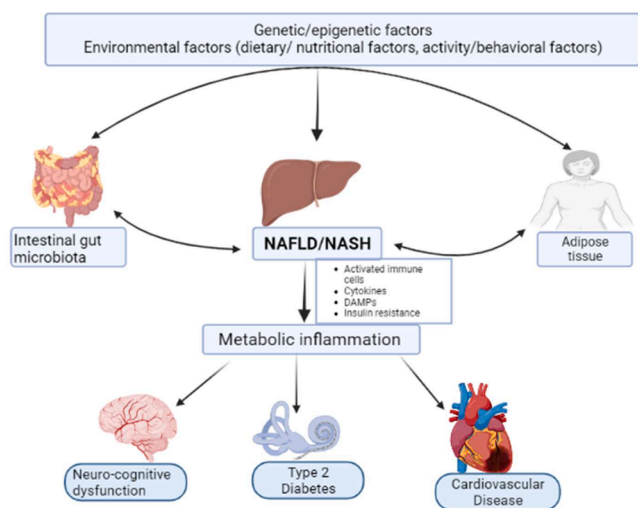 Genetic/epigenetic factors
Environmental factors (dietary/ nutritional factors, activity/behavioral factors)
Intestinal gut
microbiota
NAFLD/NASH
Adipose
tissue
• Activated immune
cells
• Cytokines
• DAMPs
• Insulin resistance
Metabolic inflammation
Neuro-cognitive
dysfunction
Type 2
Diabetes
Cardiovascular
Disease